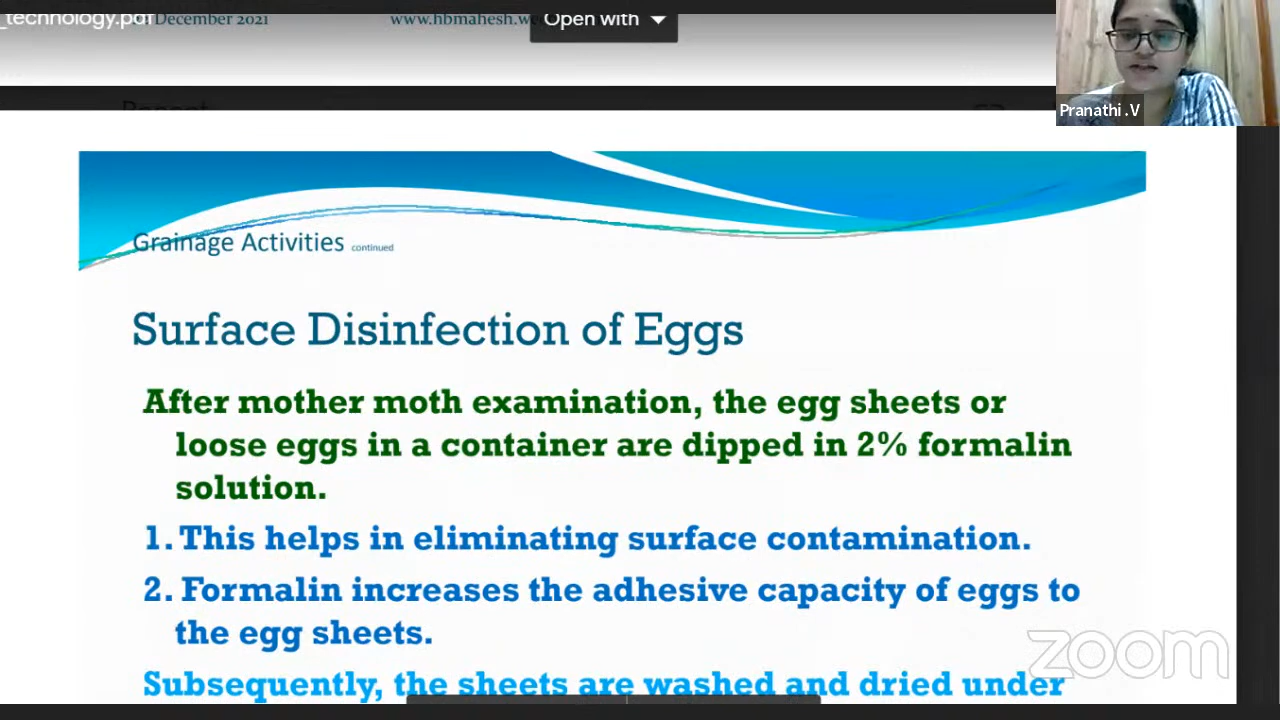 _technology.pdf
December 2021
www.hbmahesh.we
Open with
Pranathi .V
Grainage Activities continued
Surface Disinfection of Eggs
After mother moth examination, the egg sheets or
loose eggs in a container are dipped in 2% formalin
solution.
1. This helps in eliminating surface contamination.
2. Formalin increases the adhesive capacity of eggs to
the egg sheets.
zoom
Subsequently, the sheets are washed and dried under